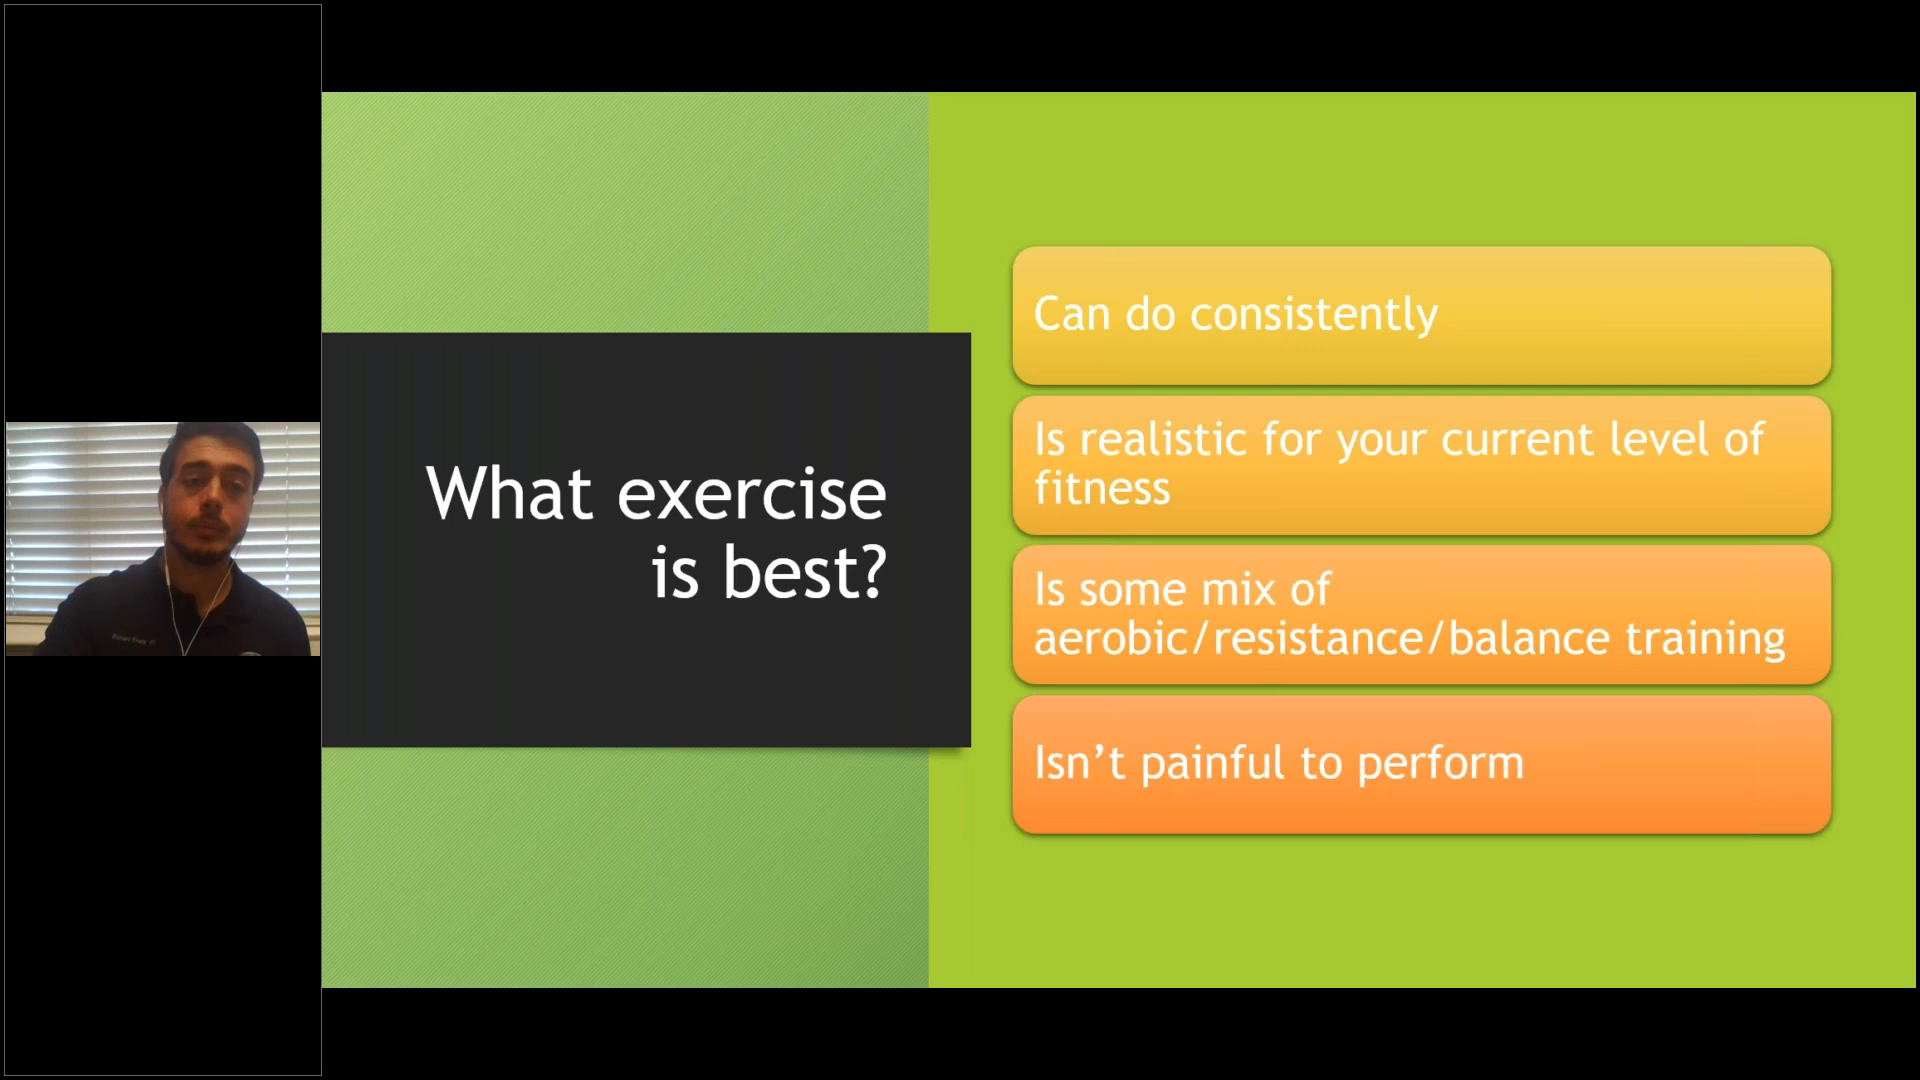 What exercise
is best?
Can do consistently
Is realistic for your current level of
fitness
Is some mix of
aerobic/resistance/balance training
Isn’t painful to perform